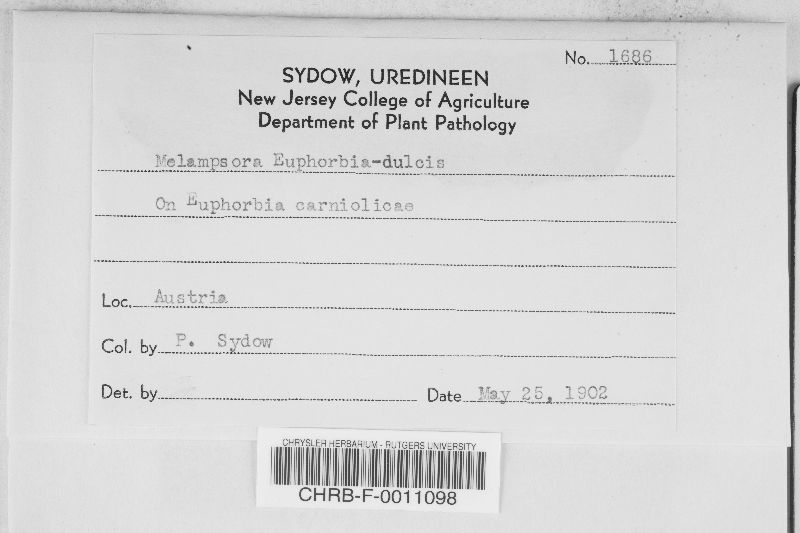 No. 1686
SYDOW, UREDINEEN
New Jersey College of Agriculture
Department of Plant Pathology
Melampsora Euphorbia-dulcis
On Euphorbia carniolicae
Loc. Austria
Col. by P. Sydow
Det. by
Date May 25, 1902
CHRYSLER HERBARIUM - RUTGERS UNIVERSITY
CHRB-F-0011098